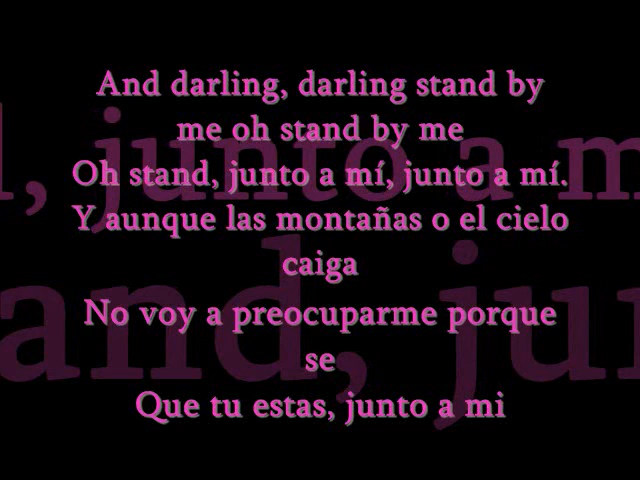 And darling, darling stand by
me oh stand by me
Oh stand, junto a mí, junto a mí.
Y aunque las montañas o el cielo
caiga
No voy a preocuparme porque
se
Que tu estas, junto a mi